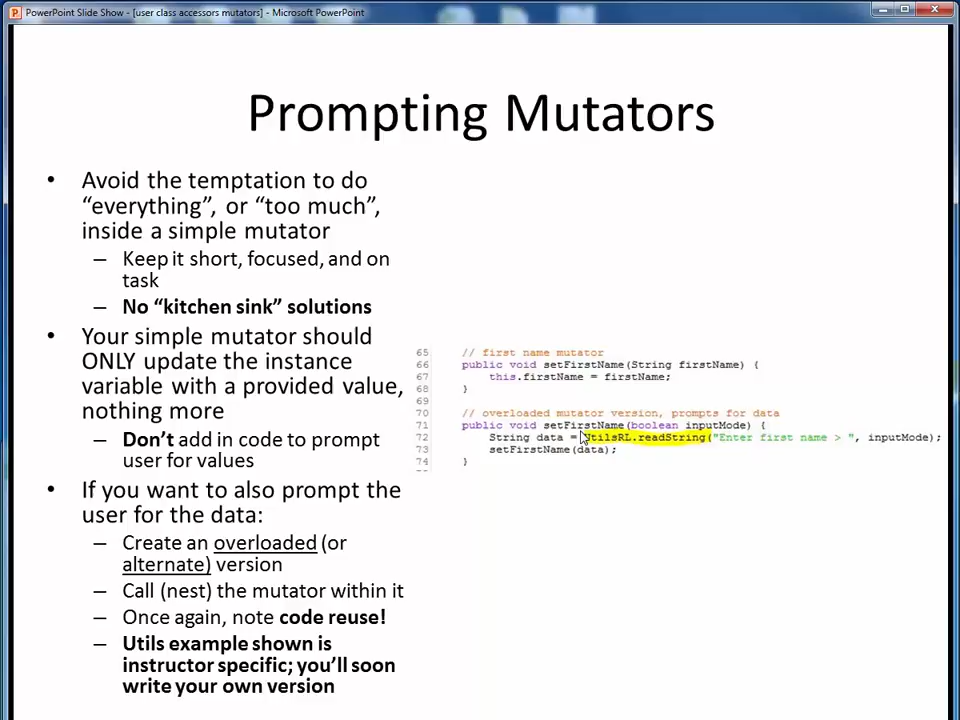 PowerPoint Slide Show - [user class accessors mutators] - Microsoft PowerPoint
Prompting Mutators
• Avoid the temptation to do
“everything”, or “too much”,
inside a simple mutator
– Keep it short, focused, and on
task
– No “kitchen sink” solutions
• Your simple mutator should
ONLY update the instance
variable with a provided value,
nothing more
– Don’t add in code to prompt
user for values
• If you want to also prompt the
user for the data:
– Create an overloaded (or
alternate) version
– Call (nest) the mutator within it
– Once again, note code reuse!
– Utils example shown is
instructor specific; you’ll soon
write your own version
65 // first name mutator
66 public void setFirstName(String firstName) {
67 this.firstName = firstName;
68 }
69
70 // overloaded mutator version, prompts for data
71 public void setFirstName(boolean inputMode) {
72 String data = UtilsRL.readString("Enter first name > ", inputMode);
73 setFirstName(data);
74 }